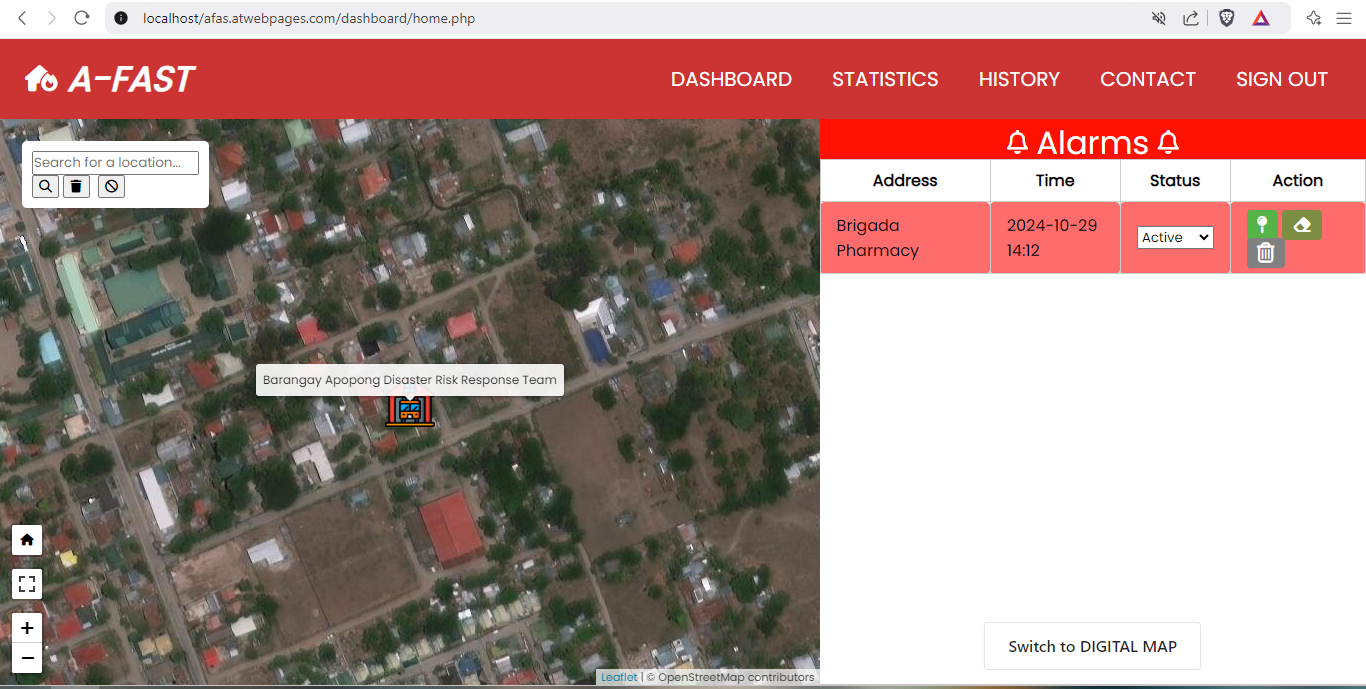 localhost/afas.atwebpages.com/dashboard/home.php
A-FAST
DASHBOARD
STATISTICS
HISTORY
CONTACT
SIGN OUT
Search for a location...
Barangay Apopong Disaster Risk Response Team
+
−
Leaflet | © OpenStreetMap contributors
Alarms
Address Time Status Action
Brigada
Pharmacy
2024-10-29
14:12
Active
Switch to DIGITAL MAP